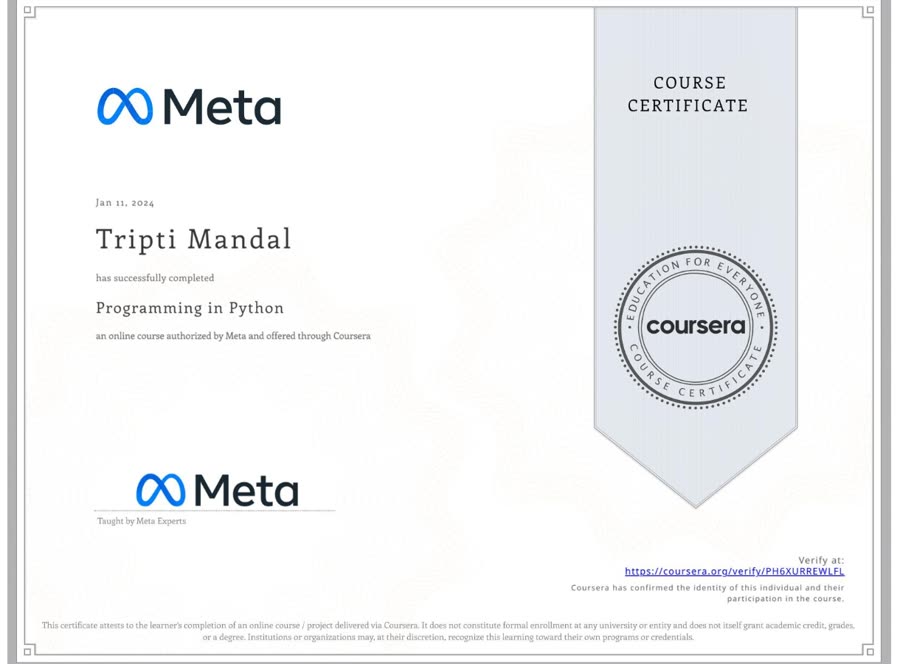 Meta
COURSE
CERTIFICATE
Jan 11, 2024
Tripti Mandal
has successfully completed
Programming in Python
an online course authorized by Meta and offered through Coursera
EDUCATION FOR EVERYONE
coursera
COURSE CERTIFICATE
Meta
Taught by Meta Experts
Verify at:
https://coursera.org/verify/PH6XURREWLFL
Coursera has confirmed the identity of this individual and their
participation in the course.
This certificate attests to the learner's completion of an online course / project delivered via Coursera. It does not constitute formal enrollment at any university or entity and does not itself grant academic credit, grades,
or a degree. Institutions or organizations may, at their discretion, recognize this learning toward their own programs or credentials.